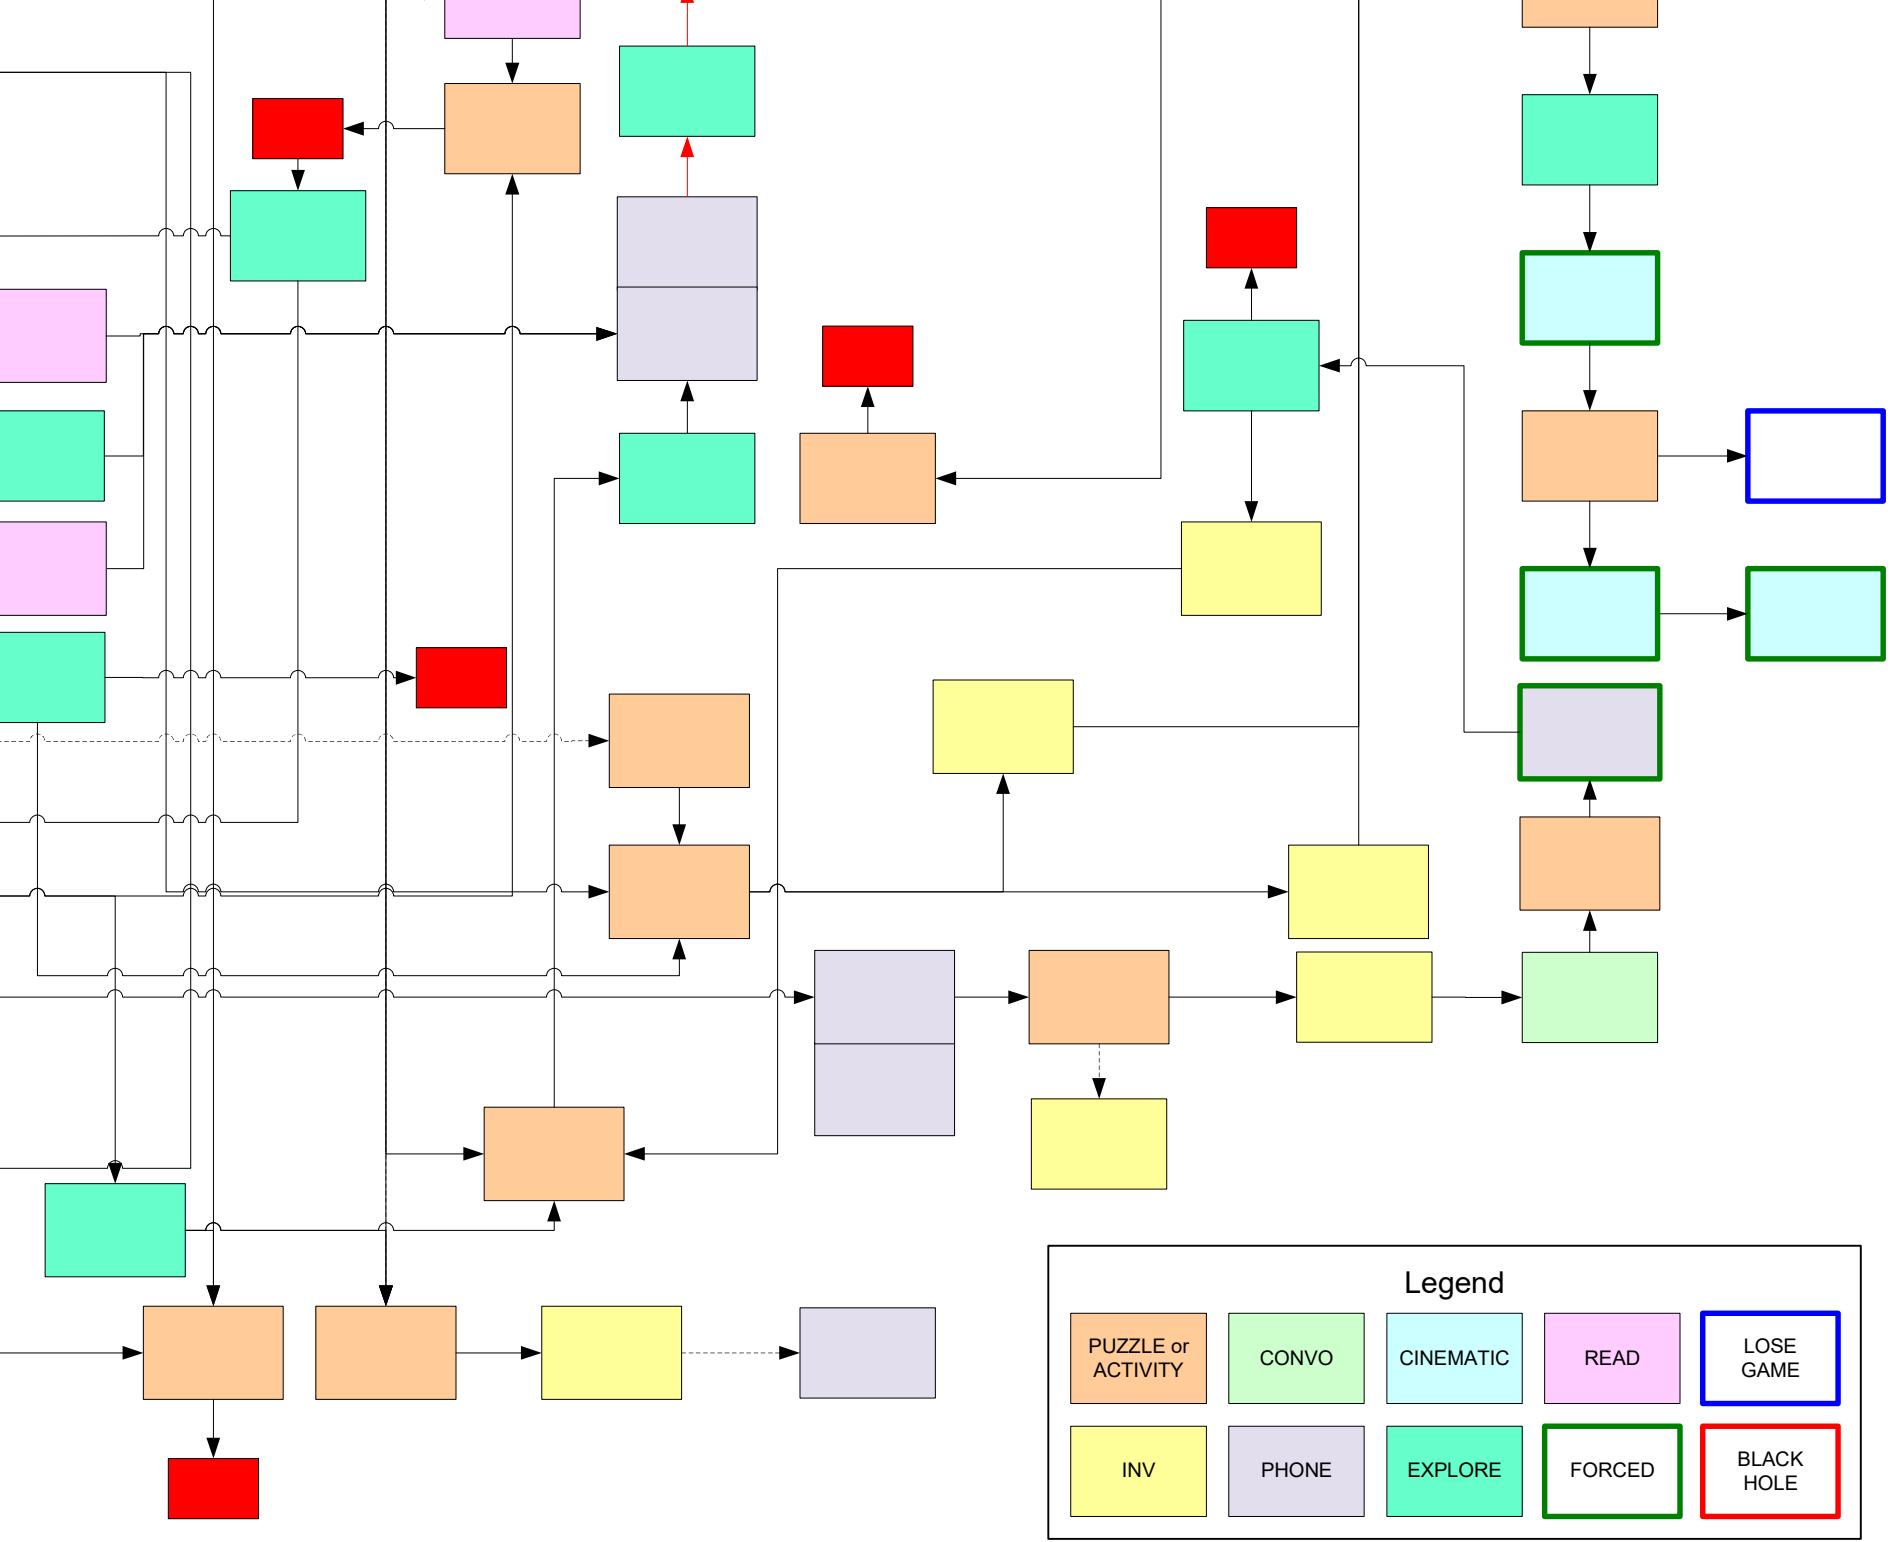 Legend
PUZZLE or
ACTIVITY
CONVO
CINEMATIC
READ
LOSE
GAME
INV
PHONE
EXPLORE
FORCED
BLACK
HOLE